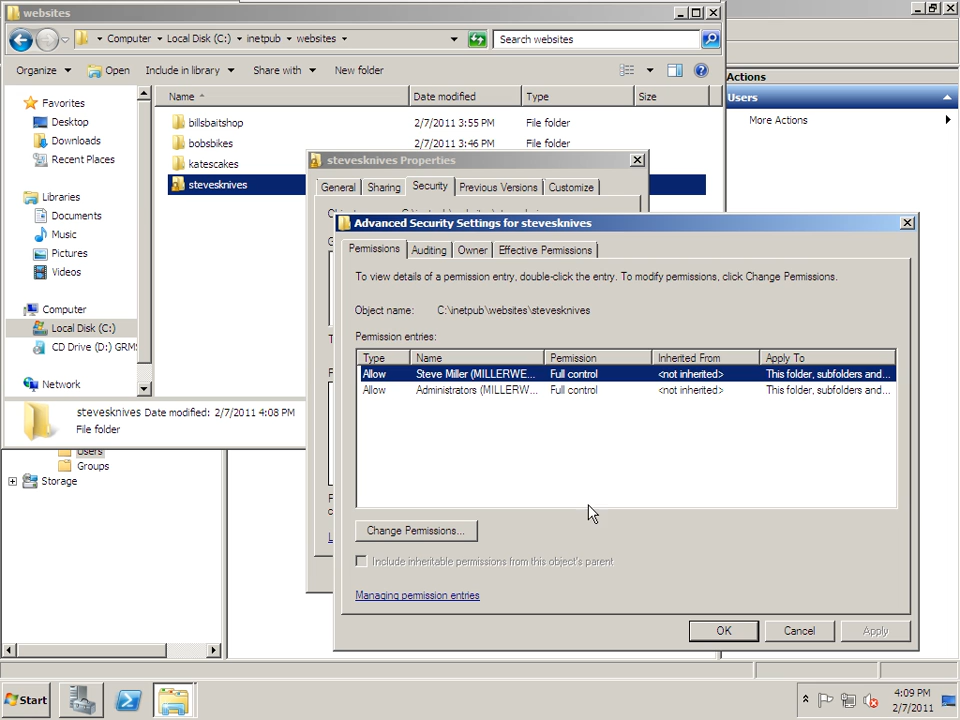 websites
Computer
Local Disk (C:)
inetpub
websites
Search websites
Organize
Open
Include in library
Share with
New folder
Favorites
Desktop
Downloads
Recent Places
Libraries
Documents
Music
Pictures
Videos
Computer
Local Disk (C:)
CD Drive (D:) GRMS
Network
Name
Date modified
Type
Size
billsbaitshop 2/7/2011 3:55 PM File folder
bobsbikes 2/7/2011 3:46 PM File folder
katescakes
stevesknives
stevesknives Date modified: 2/7/2011 4:08 PM
File folder
Users
Groups
Storage
Actions
Users
More Actions
stevesknives Properties
General
Sharing
Security
Previous Versions
Customize
Advanced Security Settings for stevesknives
Permissions
Auditing
Owner
Effective Permissions
To view details of a permission entry, double-click the entry. To modify permissions, click Change Permissions.
Object name: C:\inetpub\websites\stevesknives
Permission entries:
Type Name Permission Inherited From Apply To
Allow Steve Miller (MILLERWE... Full control <not inherited> This folder, subfolders and...
Allow Administrators (MILLERW... Full control <not inherited> This folder, subfolders and...
Change Permissions...
Include inheritable permissions from this object's parent
Managing permission entries
OK
Cancel
Apply
Start
4:09 PM
2/7/2011